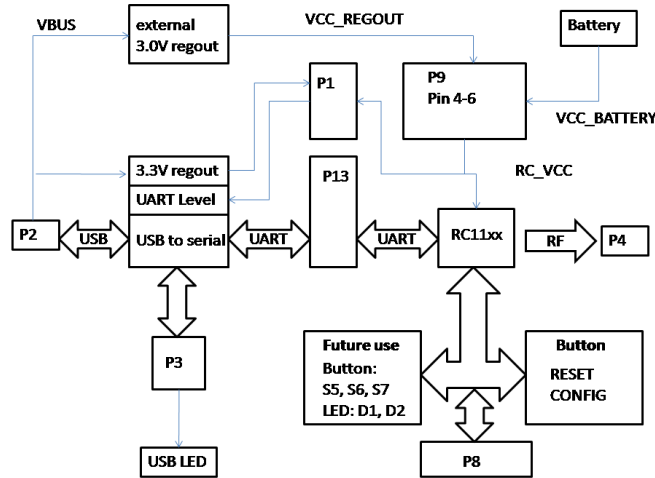 VBUS
external
3.0V regout
VCC_REGOUT
Battery
P1
P9
Pin 4-6
VCC_BATTERY
3.3V regout
UART Level
USB to serial
P13
RC_VCC
P2
USB
UART
UART
RC11xx
RF
P4
P3
Future use
Button:
S5, S6, S7
LED: D1, D2
Button
RESET
CONFIG
USB LED
P8